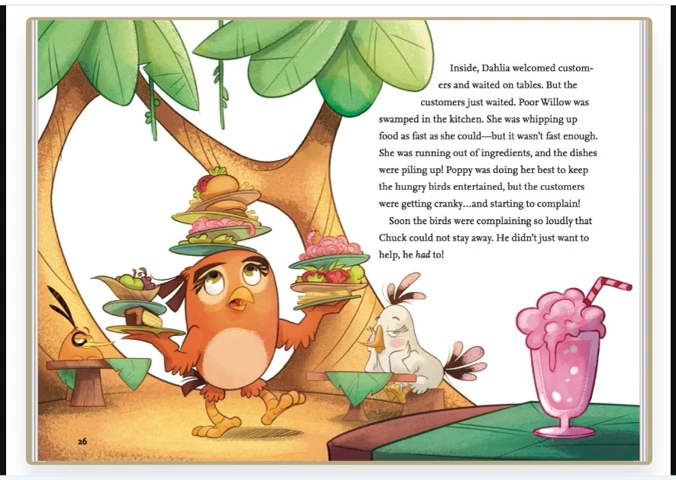 Inside, Dahlia welcomed custom-
ers and waited on tables. But the
customers just waited. Poor Willow was
swamped in the kitchen. She was whipping up
food as fast as she could—but it wasn't fast enough.
She was running out of ingredients, and the dishes
were piling up! Poppy was doing her best to keep
the hungry birds entertained, but the customers
were getting cranky...and starting to complain!
Soon the birds were complaining so loudly that
Chuck could not stay away. He didn't just want to
help, he had to!
26